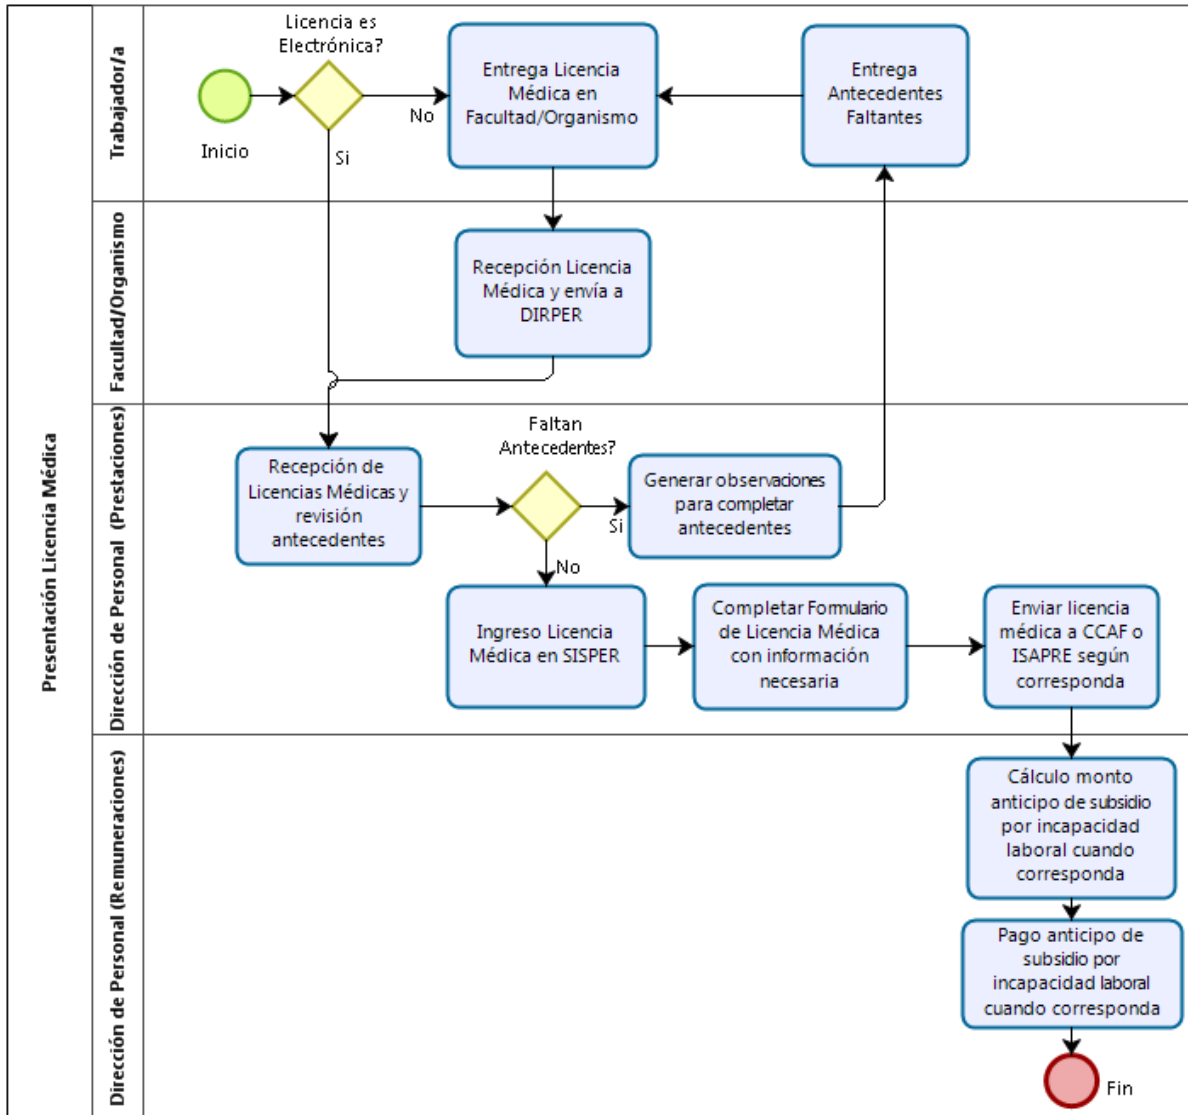 Presentación Licencia Médica
Trabajador/a
Licencia es
Electrónica?
Inicio
No
Si
Entrega Licencia
Médica en
Facultad/Organismo
Entrega
Antecedentes
Faltantes
Facultad/Organismo
Recepción Licencia
Médica y envía a
DIRPER
Dirección de Personal (Prestaciones)
Recepción de
Licencias Médicas y
revisión
antecedentes
Faltan
Antecedentes?
Si
No
Generar observaciones
para completar
antecedentes
Ingreso Licencia
Médica en SISPER
Completar Formulario
de Licencia Médica
con información
necesaria
Enviar licencia
médica a CCAF o
ISAPRE según
corresponda
Dirección de Personal (Remuneraciones)
Cálculo monto
anticipo de subsidio
por incapacidad
laboral cuando
corresponda
Pago anticipo de
subsidio por
incapacidad laboral
cuando corresponda
Fin